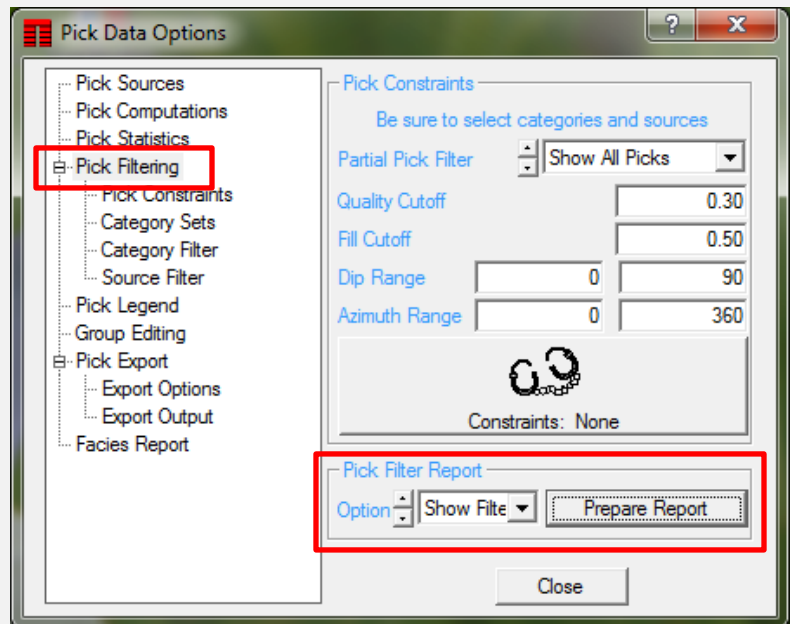 Pick Data Options
Pick Sources
Pick Computations
Pick Statistics
Pick Filtering
Pick Constraints
Category Sets
Category Filter
Source Filter
Pick Legend
Group Editing
Pick Export
Export Options
Export Output
Facies Report
Pick Constraints
Be sure to select categories and sources
Partial Pick Filter Show All Picks
Quality Cutoff 0.30
Fill Cutoff 0.50
Dip Range 0 90
Azimuth Range 0 360
Constraints: None
Pick Filter Report
Option Show Filte Prepare Report
Close